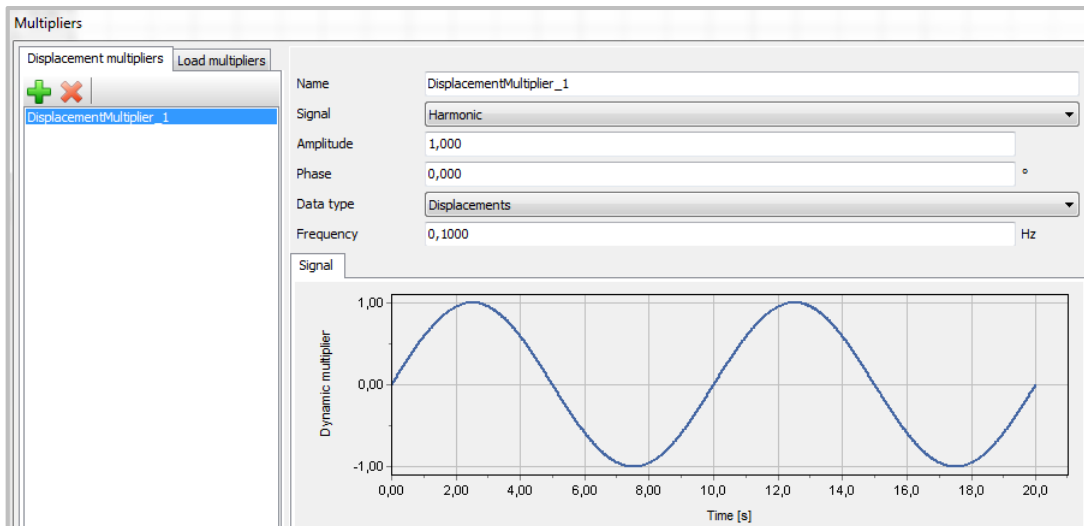 Multipliers
Displacement multipliers Load multipliers
DisplacementMultiplier_1
Name DisplacementMultiplier_1
Signal Harmonic
Amplitude 1,000
Phase 0,000 °
Data type Displacements
Frequency 0,1000 Hz
Signal
Dynamic multiplier
1,00
0,00
-1,00
0,00 2,00 4,00 6,00 8,00 10,00 12,0 14,0 16,0 18,0 20,0
Time [s]